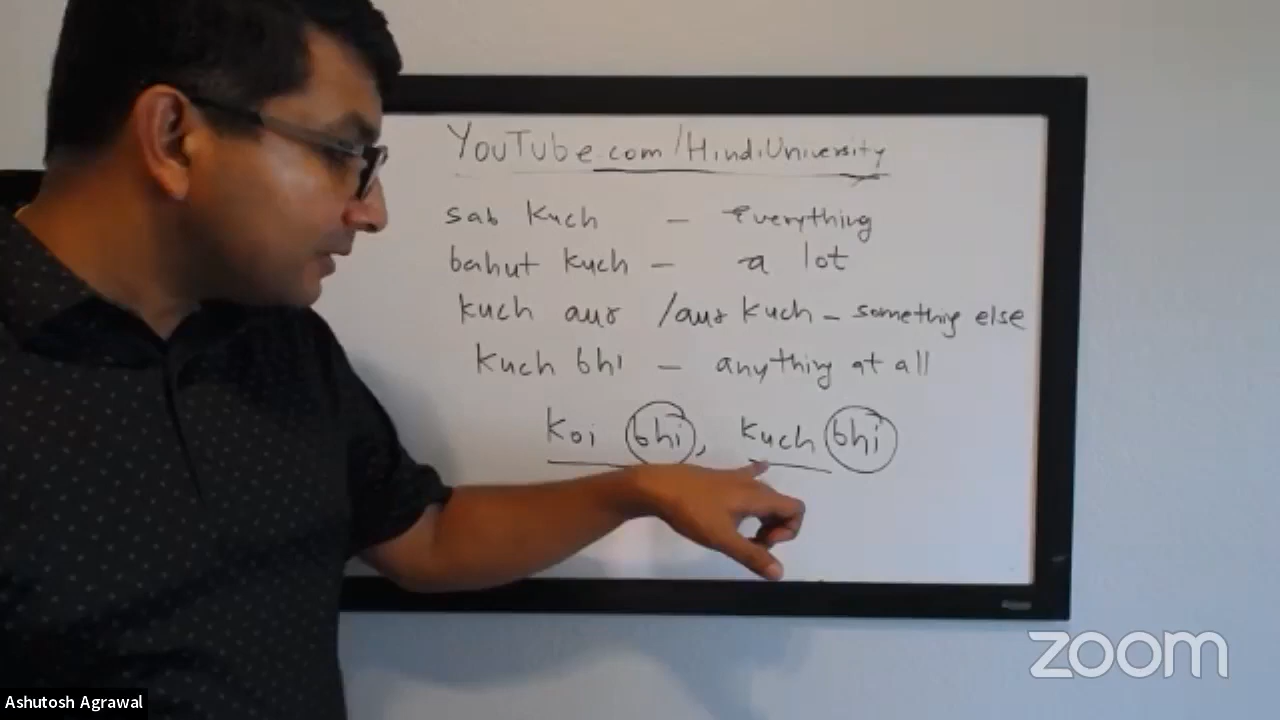 YouTube.com/HindiUniversity
sab kuch - everything
bahut kuch - a lot
kuch aur /aur kuch - something else
kuch bhi - anything at all
koi bhi, kuch bhi
zoom
Ashutosh Agrawal